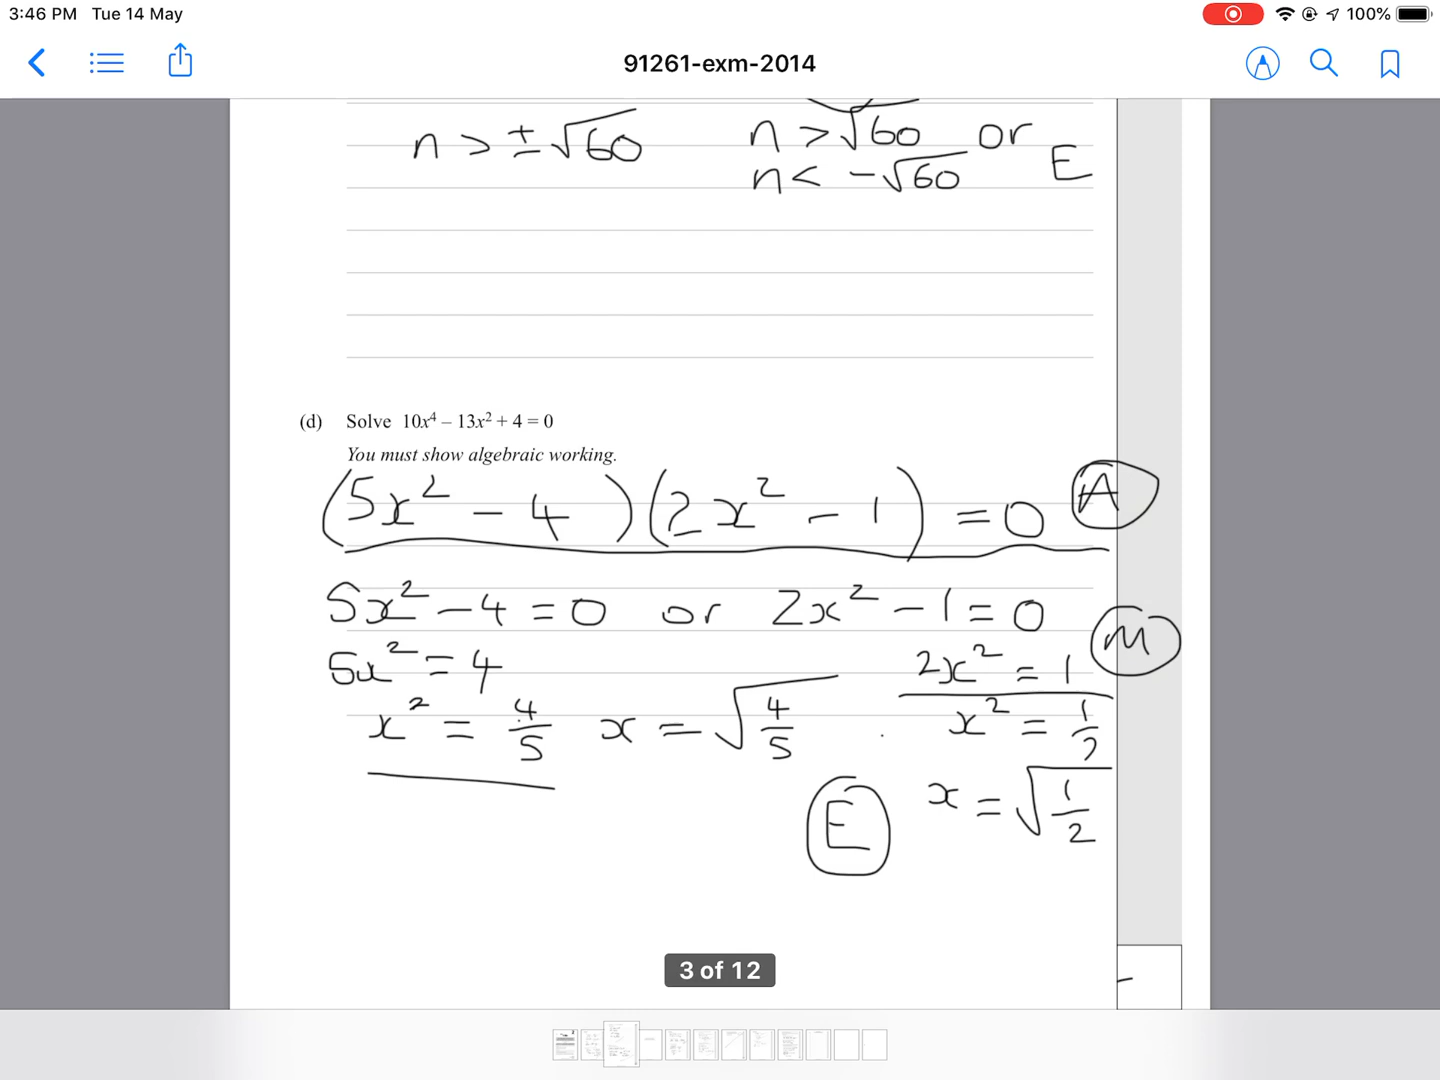 3:46 PM Tue 14 May
100%
91261-exm-2014
n > ± √60
n > √60 or
n < - √60
E
(d) Solve 10x⁴ – 13x² + 4 = 0
You must show algebraic working.
(5x² - 4)(2x² - 1) = 0 A
5x² - 4 = 0 or 2x² - 1 = 0
M
5x² = 4
2x² = 1
x² = 4/5 x = √4/5
x² = 1/2
E
x = √1/2
3 of 12